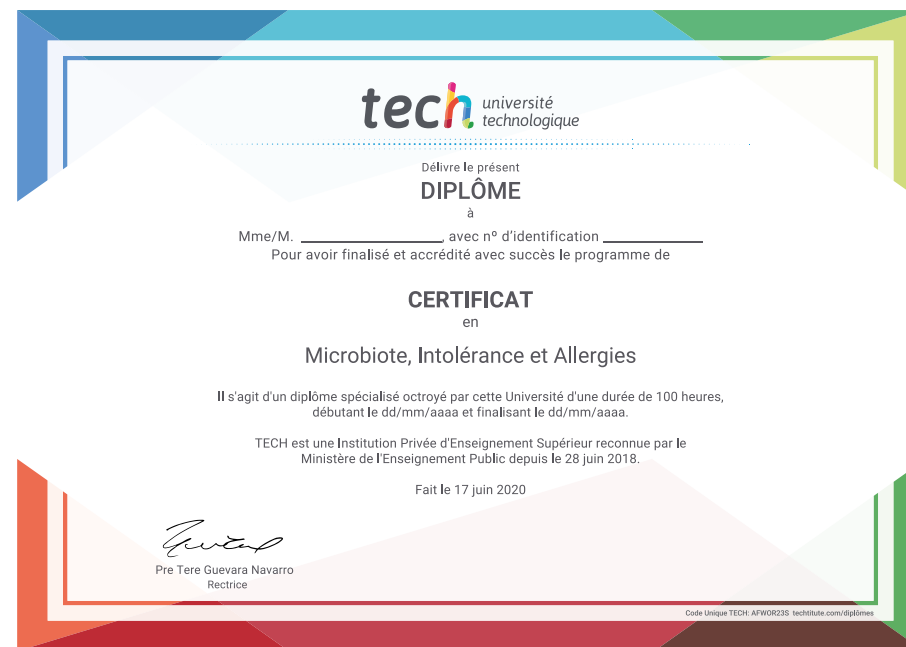 tech université
technologique
Délivre le présent
DIPLÔME
à
Mme/M. ____________________, avec nº d'identification ______________
Pour avoir finalisé et accrédité avec succès le programme de
CERTIFICAT
en
Microbiote, Intolérance et Allergies
Il s'agit d'un diplôme spécialisé octroyé par cette Université d'une durée de 100 heures,
débutant le dd/mm/aaaa et finalisant le dd/mm/aaaa.
TECH est une Institution Privée d'Enseignement Supérieur reconnue par le
Ministère de l'Enseignement Public depuis le 28 juin 2018.
Fait le 17 juin 2020
Pre Tere Guevara Navarro
Rectrice
Code Unique TECH: AFWOR23S techtitute.com/diplômes